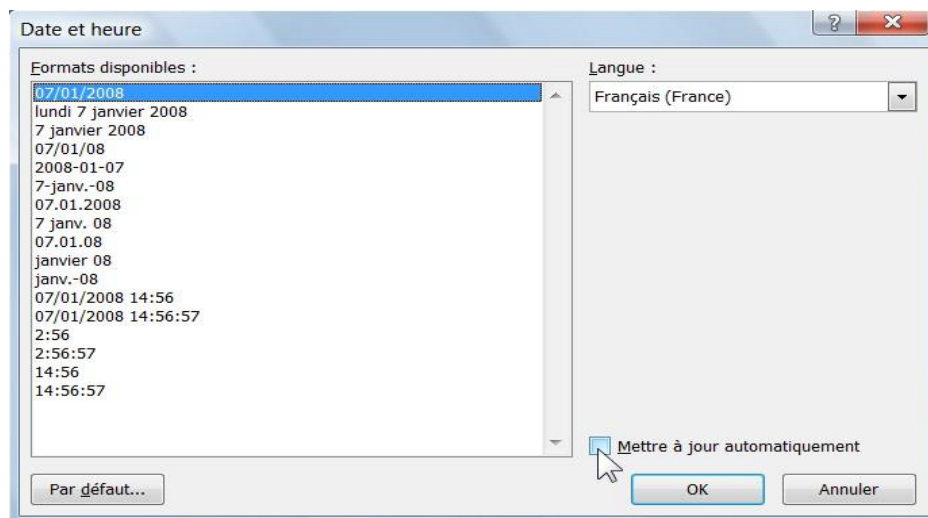 Date et heure
Formats disponibles :
07/01/2008
lundi 7 janvier 2008
7 janvier 2008
07/01/08
2008-01-07
7-janv.-08
07.01.2008
7 janv. 08
07.01.08
janvier 08
janv.-08
07/01/2008 14:56
07/01/2008 14:56:57
2:56
2:56:57
14:56
14:56:57
Langue :
Français (France)
Mettre à jour automatiquement
Par défaut...
OK
Annuler